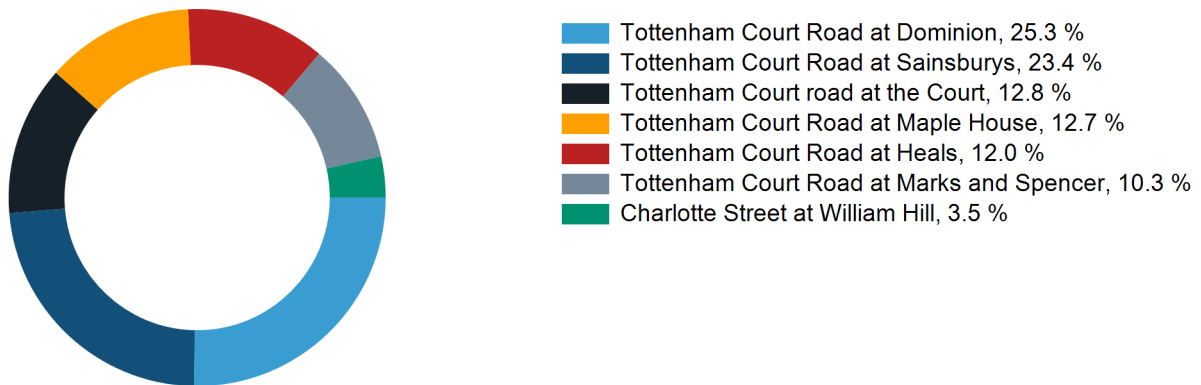 Tottenham Court Road at Dominion, 25.3 %
Tottenham Court Road at Sainsburys, 23.4 %
Tottenham Court road at the Court, 12.8 %
Tottenham Court Road at Maple House, 12.7 %
Tottenham Court Road at Heals, 12.0 %
Tottenham Court Road at Marks and Spencer, 10.3 %
Charlotte Street at William Hill, 3.5 %